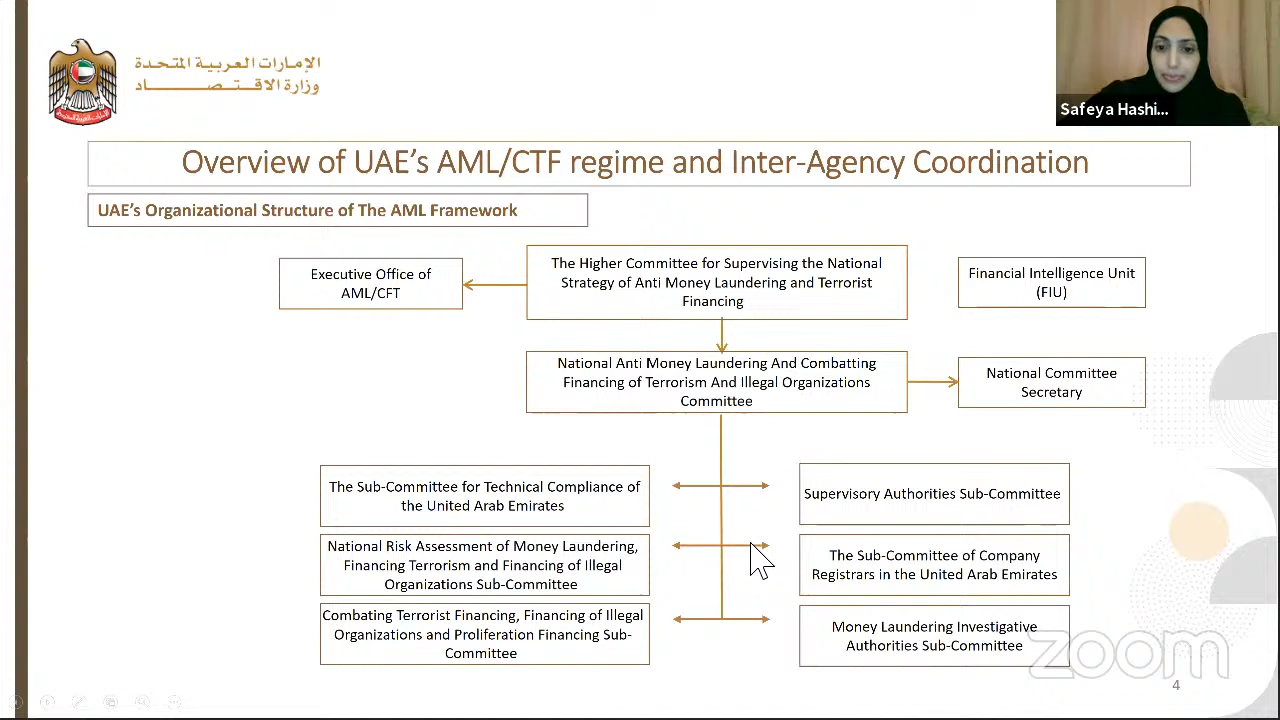 الإمارات العربية المتحدة
وزارة الاقتصاد
Safeya Hashi...
Overview of UAE's AML/CTF regime and Inter-Agency Coordination
UAE's Organizational Structure of The AML Framework
Executive Office of
AML/CFT
The Higher Committee for Supervising the National
Strategy of Anti Money Laundering and Terrorist
Financing
Financial Intelligence Unit
(FIU)
National Anti Money Laundering And Combatting
Financing of Terrorism And Illegal Organizations
Committee
National Committee
Secretary
The Sub-Committee for Technical Compliance of
the United Arab Emirates
Supervisory Authorities Sub-Committee
National Risk Assessment of Money Laundering,
Financing Terrorism and Financing of Illegal
Organizations Sub-Committee
The Sub-Committee of Company
Registrars in the United Arab Emirates
Combating Terrorist Financing, Financing of Illegal
Organizations and Proliferation Financing Sub-
Committee
Money Laundering Investigative
Authorities Sub-Committee
zoom
4